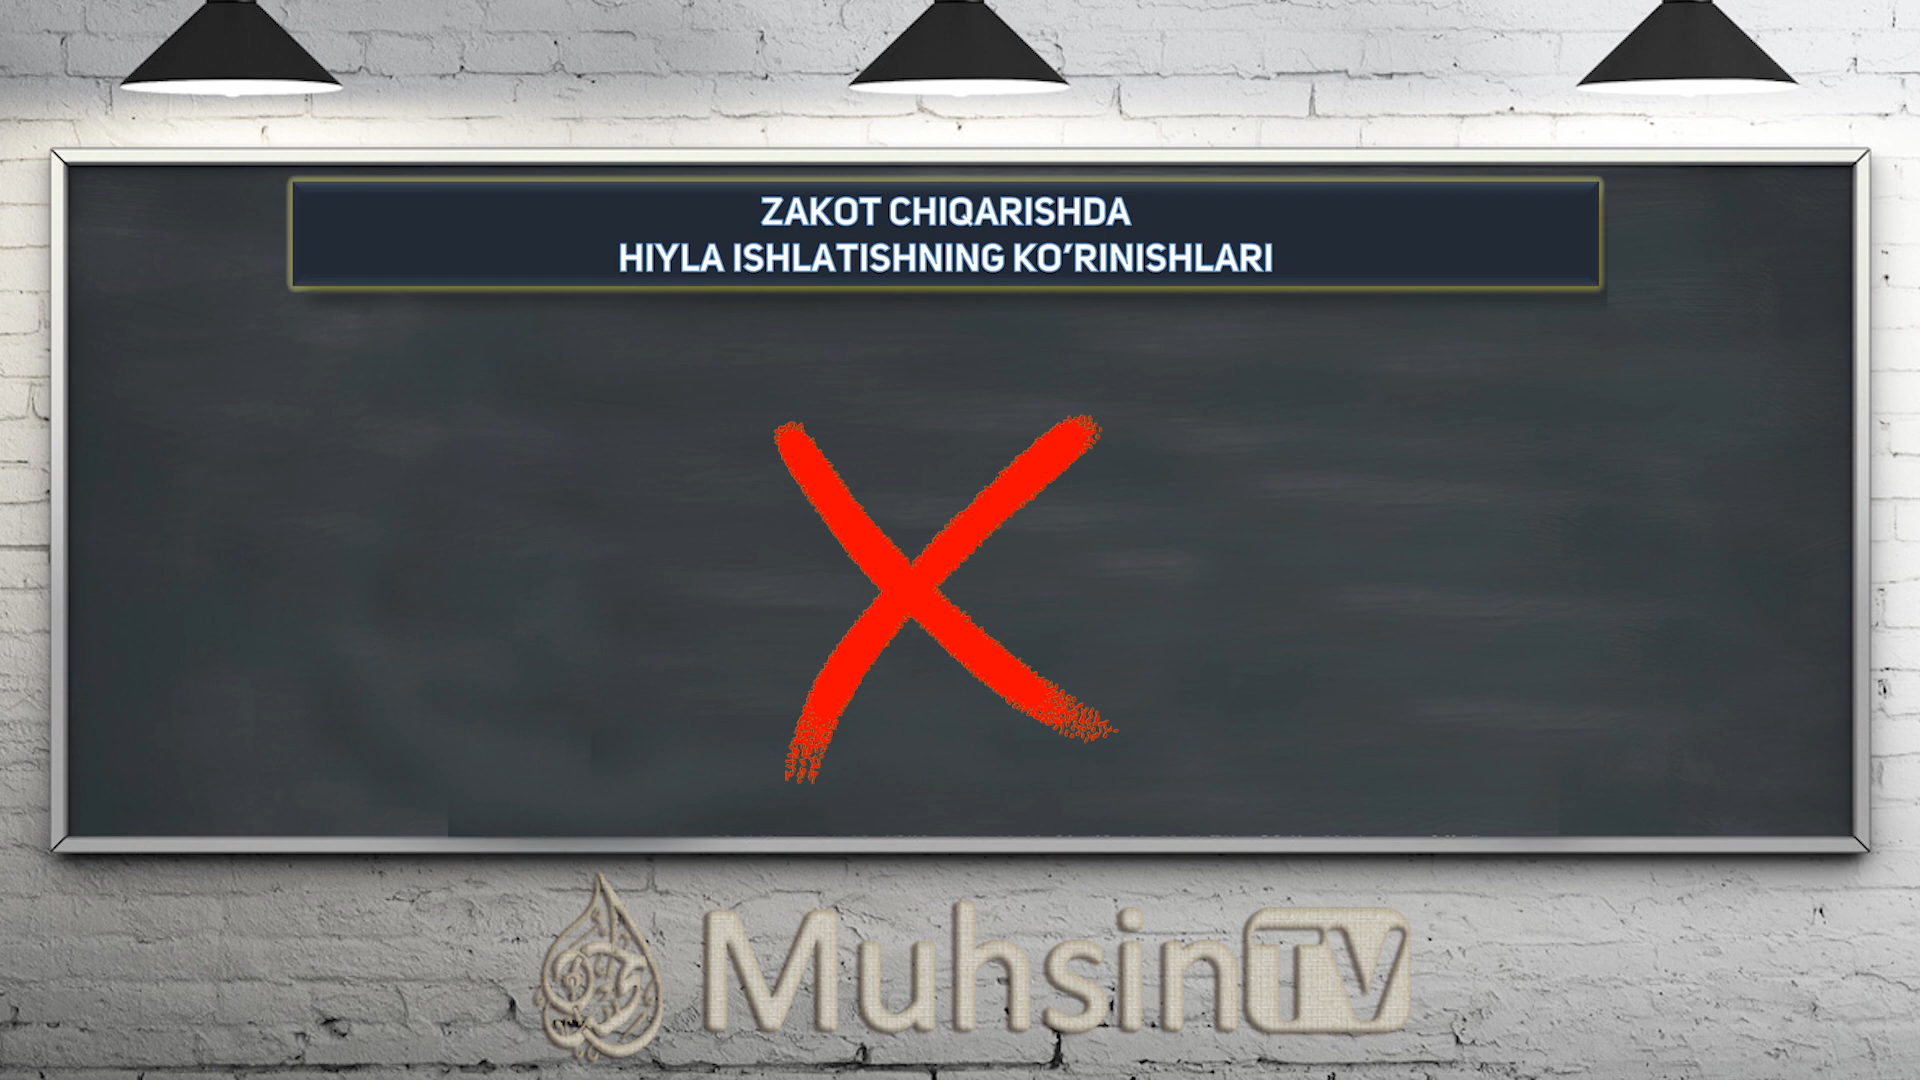 ZAKOT CHIQARISHDA
HIYLA ISHLATISHNING KO’RINISHLARI
MuhsinTV